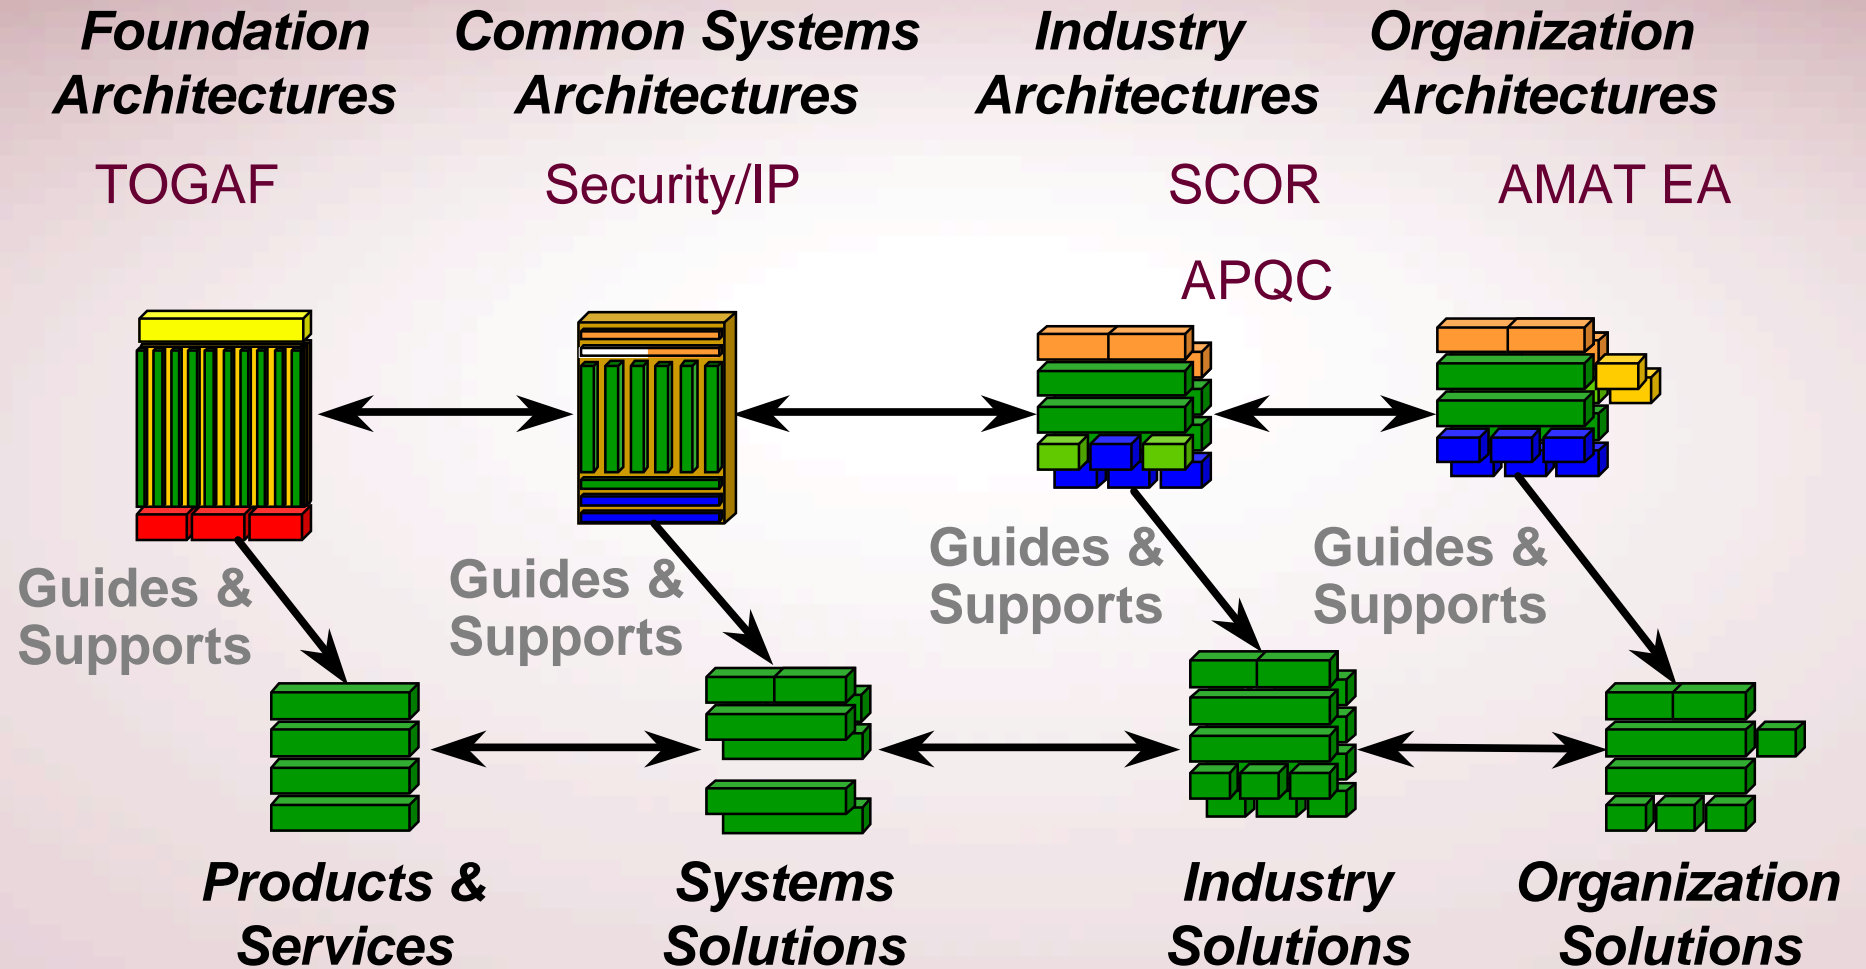 Foundation
Architectures
Common Systems
Architectures
Industry
Architectures
Organization
Architectures
TOGAF
Security/IP
SCOR
AMAT EA
APQC
Guides &
Supports
Guides &
Supports
Guides &
Supports
Guides &
Supports
Products &
Services
Systems
Solutions
Industry
Solutions
Organization
Solutions